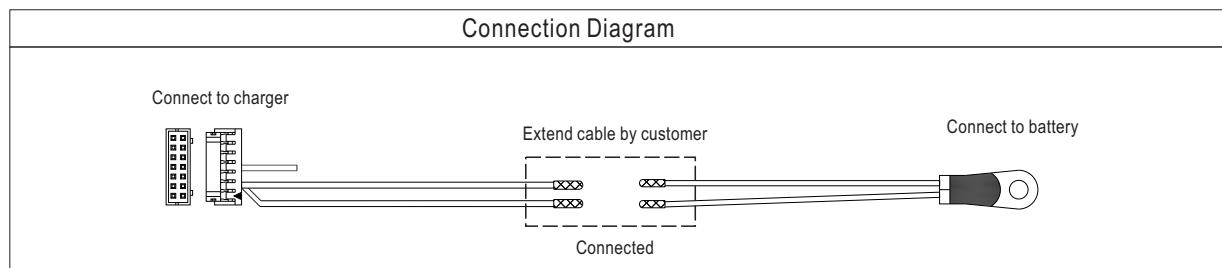 Connection Diagram
Connect to charger
Extend cable by customer
Connect to battery
Connected